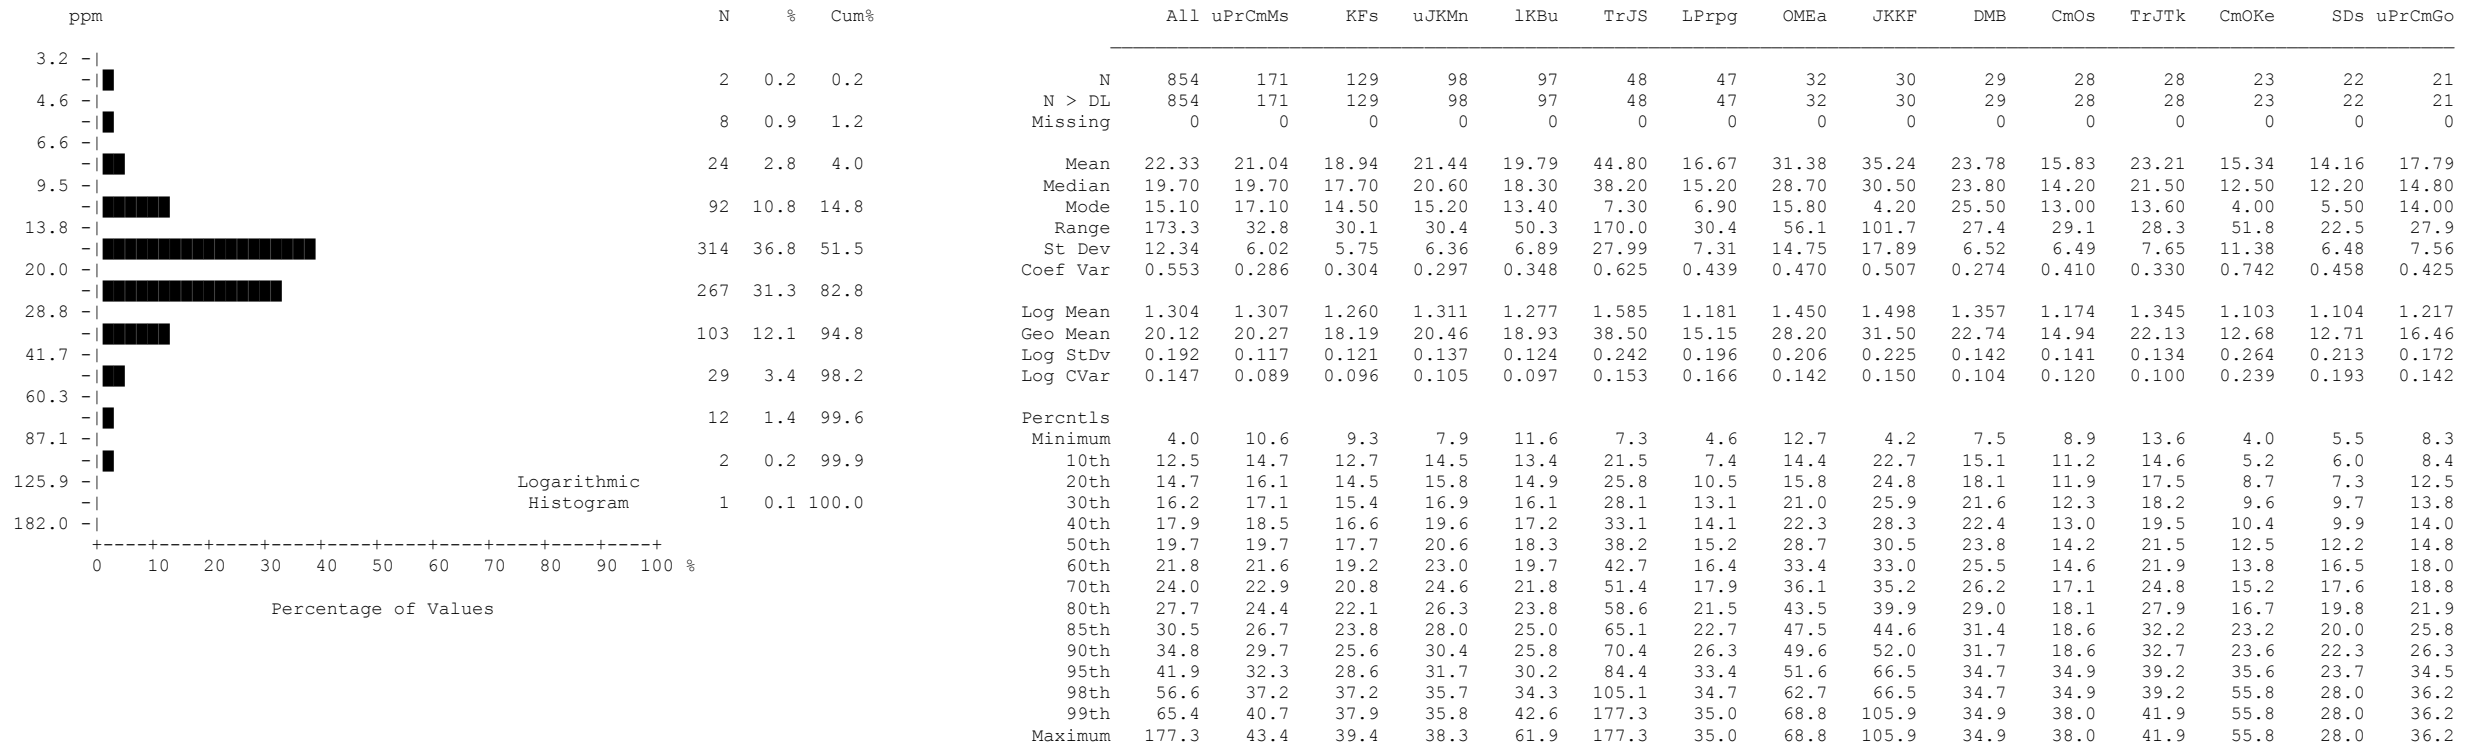 ppm N % Cum% All uPrCmMs KFs uJKMn lKBu TrJS LPrpg OMEa JKKF DMB CmOs TrJTk CmOKe SDs uPrCmGo
3.2 -|
-| 2 0.2 0.2 N 854 171 129 98 97 48 47 32 30 29 28 28 23 22 21
4.6 -| N > DL 854 171 129 98 97 48 47 32 30 29 28 28 23 22 21
-| 8 0.9 1.2 Missing 0 0 0 0 0 0 0 0 0 0 0 0 0 0 0
6.6 -|
-| 24 2.8 4.0 Mean 22.33 21.04 18.94 21.44 19.79 44.80 16.67 31.38 35.24 23.78 15.83 23.21 15.34 14.16 17.79
9.5 -| Median 19.70 19.70 17.70 20.60 18.30 38.20 15.20 28.70 30.50 23.80 14.20 21.50 12.50 12.20 14.80
-| 92 10.8 14.8 Mode 15.10 17.10 14.50 15.20 13.40 7.30 6.90 15.80 4.20 25.50 13.00 13.60 4.00 5.50 14.00
13.8 -| Range 173.3 32.8 30.1 30.4 50.3 170.0 30.4 56.1 101.7 27.4 29.1 28.3 51.8 22.5 27.9
-| 314 36.8 51.5 St Dev 12.34 6.02 5.75 6.36 6.89 27.99 7.31 14.75 17.89 6.52 6.49 7.65 11.38 6.48 7.56
20.0 -| Coef Var 0.553 0.286 0.304 0.297 0.348 0.625 0.439 0.470 0.507 0.274 0.410 0.330 0.742 0.458 0.425
-| 267 31.3 82.8
28.8 -| Log Mean 1.304 1.307 1.260 1.311 1.277 1.585 1.181 1.450 1.498 1.357 1.174 1.345 1.103 1.104 1.217
-| 103 12.1 94.8 Geo Mean 20.12 20.27 18.19 20.46 18.93 38.50 15.15 28.20 31.50 22.74 14.94 22.13 12.68 12.71 16.46
41.7 -| Log StDv 0.192 0.117 0.121 0.137 0.124 0.242 0.196 0.206 0.225 0.142 0.141 0.134 0.264 0.213 0.172
-| 29 3.4 98.2 Log CVar 0.147 0.089 0.096 0.105 0.097 0.153 0.166 0.142 0.150 0.104 0.120 0.100 0.239 0.193 0.142
60.3 -|
-| 12 1.4 99.6 Percntls
87.1 -| Minimum 4.0 10.6 9.3 7.9 11.6 7.3 4.6 12.7 4.2 7.5 8.9 13.6 4.0 5.5 8.3
-| 2 0.2 99.9 10th 12.5 14.7 12.7 14.5 13.4 21.5 7.4 14.4 22.7 15.1 11.2 14.6 5.2 6.0 8.4
125.9 -| Logarithmic 20th 14.7 16.1 14.5 15.8 14.9 25.8 10.5 15.8 24.8 18.1 11.9 17.5 8.7 7.3 12.5
-| Histogram 1 0.1 100.0 30th 16.2 17.1 15.4 16.9 16.1 28.1 13.1 21.0 25.9 21.6 12.3 18.2 9.6 9.7 13.8
182.0 -| 40th 17.9 18.5 16.6 19.6 17.2 33.1 14.1 22.3 28.3 22.4 13.0 19.5 10.4 9.9 14.0
+----+----+----+----+----+----+----+----+----+----+ 50th 19.7 19.7 17.7 20.6 18.3 38.2 15.2 28.7 30.5 23.8 14.2 21.5 12.5 12.2 14.8
0 10 20 30 40 50 60 70 80 90 100 % 60th 21.8 21.6 19.2 23.0 19.7 42.7 16.4 33.4 33.0 25.5 14.6 21.9 13.8 16.5 18.0
70th 24.0 22.9 20.8 24.6 21.8 51.4 17.9 36.1 35.2 26.2 17.1 24.8 15.2 17.6 18.8
Percentage of Values 80th 27.7 24.4 22.1 26.3 23.8 58.6 21.5 43.5 39.9 29.0 18.1 27.9 16.7 19.8 21.9
85th 30.5 26.7 23.8 28.0 25.0 65.1 22.7 47.5 44.6 31.4 18.6 32.2 23.2 20.0 25.8
90th 34.8 29.7 25.6 30.4 25.8 70.4 26.3 49.6 52.0 31.7 18.6 32.7 23.6 22.3 26.3
95th 41.9 32.3 28.6 31.7 30.2 84.4 33.4 51.6 66.5 34.7 34.9 39.2 35.6 23.7 34.5
98th 56.6 37.2 37.2 35.7 34.3 105.1 34.7 62.7 66.5 34.7 34.9 39.2 55.8 28.0 36.2
99th 65.4 40.7 37.9 35.8 42.6 177.3 35.0 68.8 105.9 34.9 38.0 41.9 55.8 28.0 36.2
Maximum 177.3 43.4 39.4 38.3 61.9 177.3 35.0 68.8 105.9 34.9 38.0 41.9 55.8 28.0 36.2